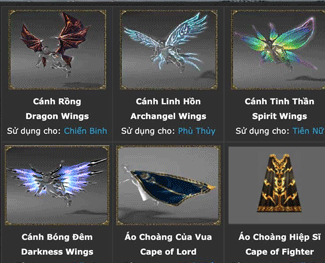 Cánh Rồng
Dragon Wings
Sử dụng cho: Chiến Binh
Cánh Linh Hồn
Archangel Wings
Sử dụng cho: Phù Thủy
Cánh Tinh Thần
Spirit Wings
Sử dụng cho: Tiên Nữ
Cánh Bóng Đêm
Darkness Wings
Áo Choàng Của Vua
Cape of Lord
Áo Choàng Hiệp Sĩ
Cape of Fighter